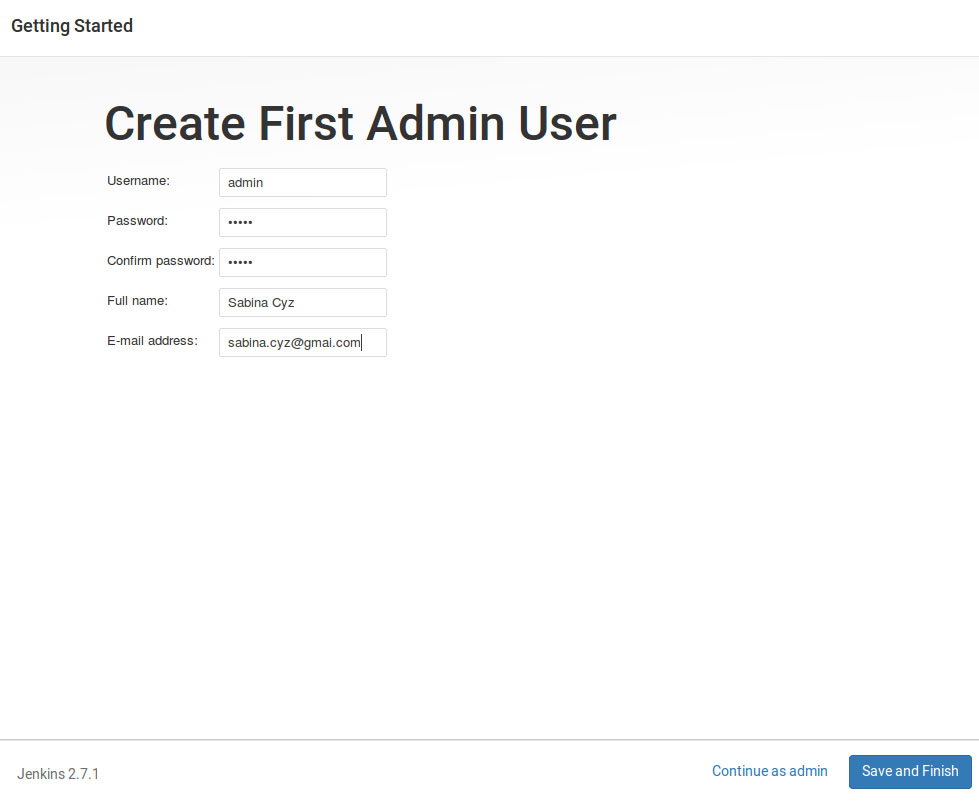 Getting Started
Create First Admin User
Username: admin
Password: •••••
Confirm password: •••••
Full name: Sabina Cyz
E-mail address: sabina.cyz@gmai.com
Jenkins 2.7.1 Continue as admin Save and Finish